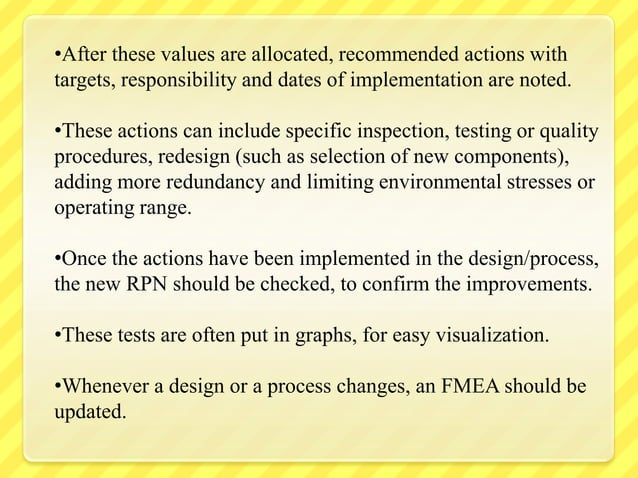 •After these values are allocated, recommended actions with
targets, responsibility and dates of implementation are noted.
•These actions can include specific inspection, testing or quality
procedures, redesign (such as selection of new components),
adding more redundancy and limiting environmental stresses or
operating range.
•Once the actions have been implemented in the design/process,
the new RPN should be checked, to confirm the improvements.
•These tests are often put in graphs, for easy visualization.
•Whenever a design or a process changes, an FMEA should be
updated.